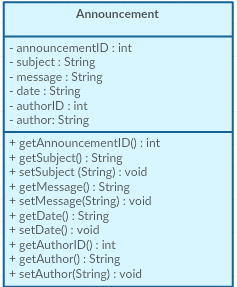 Announcement
- announcementID : int
- subject : String
- message : String
- date : String
- authorID : int
- author: String
+ getAnnouncementID() : int
+ getSubject() : String
+ setSubject (String) : void
+ getMessage() : String
+ setMessage(String) : void
+ getDate() : String
+ setDate() : void
+ getAuthorID() : int
+ getAuthor() : String
+ setAuthor(String) : void